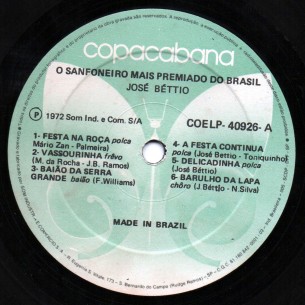 copacabana
O SANFONEIRO MAIS PREMIADO DO BRASIL
JOSÉ BÉTTIO
P 1972 Som Ind. e Com. S/A
COELP- 40926-A
1- FESTA NA ROÇA polca
Mário Zan - Palmeira)
2- VASSOURINHA frêvo
(M. da Rocha - J.B. Ramos)
3- BAIÃO DA SERRA
GRANDE baião (F.Williams)
4- A FESTA CONTINUA
polca (José Bettio - Toniquinho)
5- DELICADINHA polca
(José Béttio)
6- BARULHO DA LAPA
chôro (J.Béttio - N.Silva)
MADE IN BRAZIL